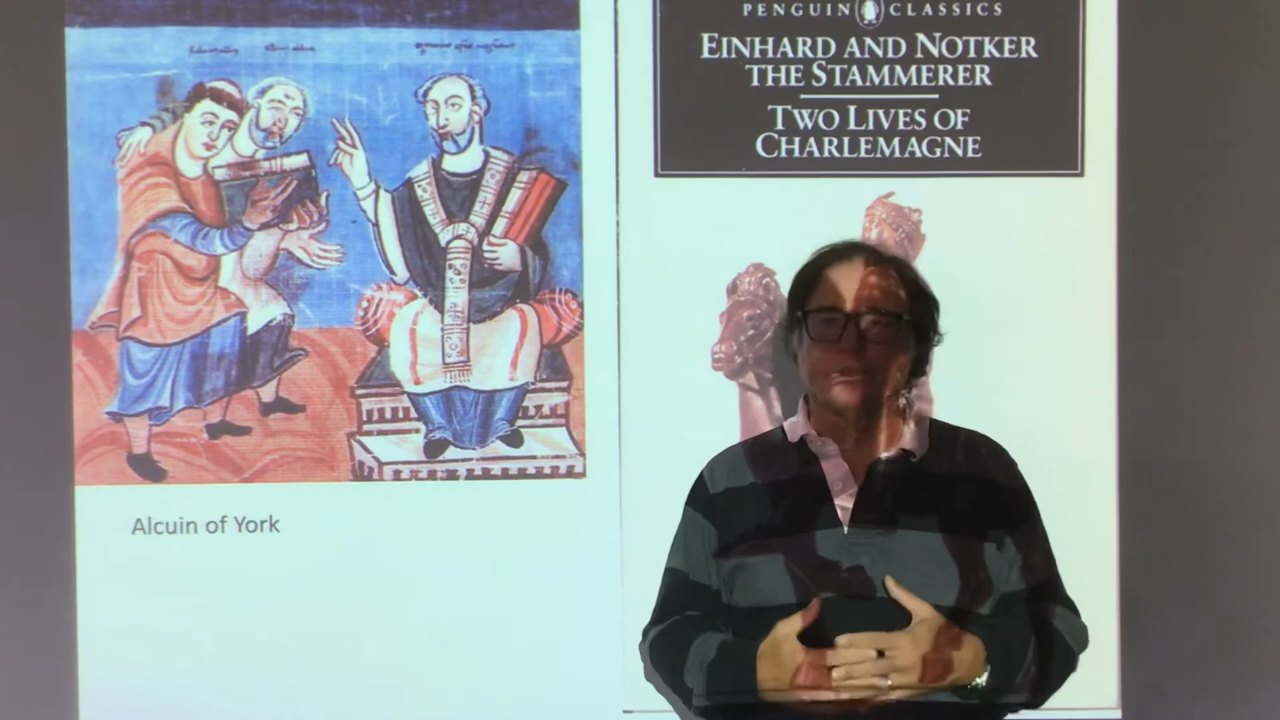 PENGUIN CLASSICS
EINHARD AND NOTKER
THE STAMMERER
TWO LIVES OF
CHARLEMAGNE
Alcuin of York